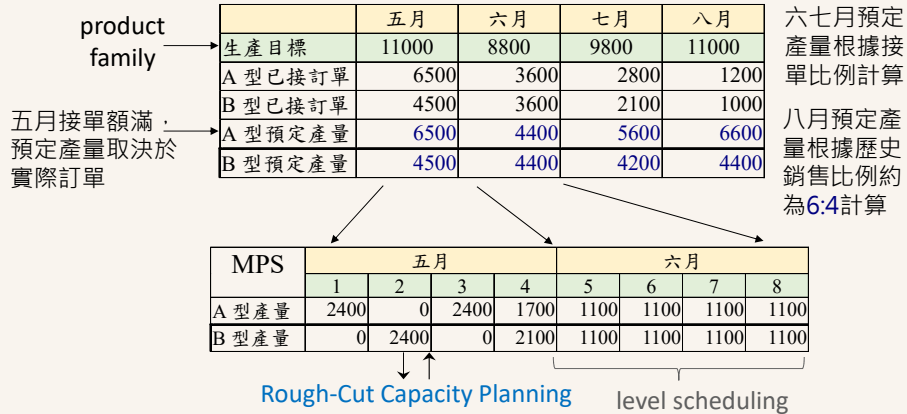 product
family
五月接單額滿，
預定產量取決於
實際訂單
五月 六月 七月 八月
生產目標 11000 8800 9800 11000
A 型已接訂單 6500 3600 2800 1200
B 型已接訂單 4500 3600 2100 1000
A 型預定產量 6500 4400 5600 6600
B 型預定產量 4500 4400 4200 4400
六七月預定
產量根據接
單比例計算
八月預定產
量根據歷史
銷售比例約
為6:4計算
MPS 五月 六月
1 2 3 4 5 6 7 8
A 型產量 2400 0 2400 1700 1100 1100 1100 1100
B 型產量 0 2400 0 2100 1100 1100 1100 1100
Rough-Cut Capacity Planning
level scheduling